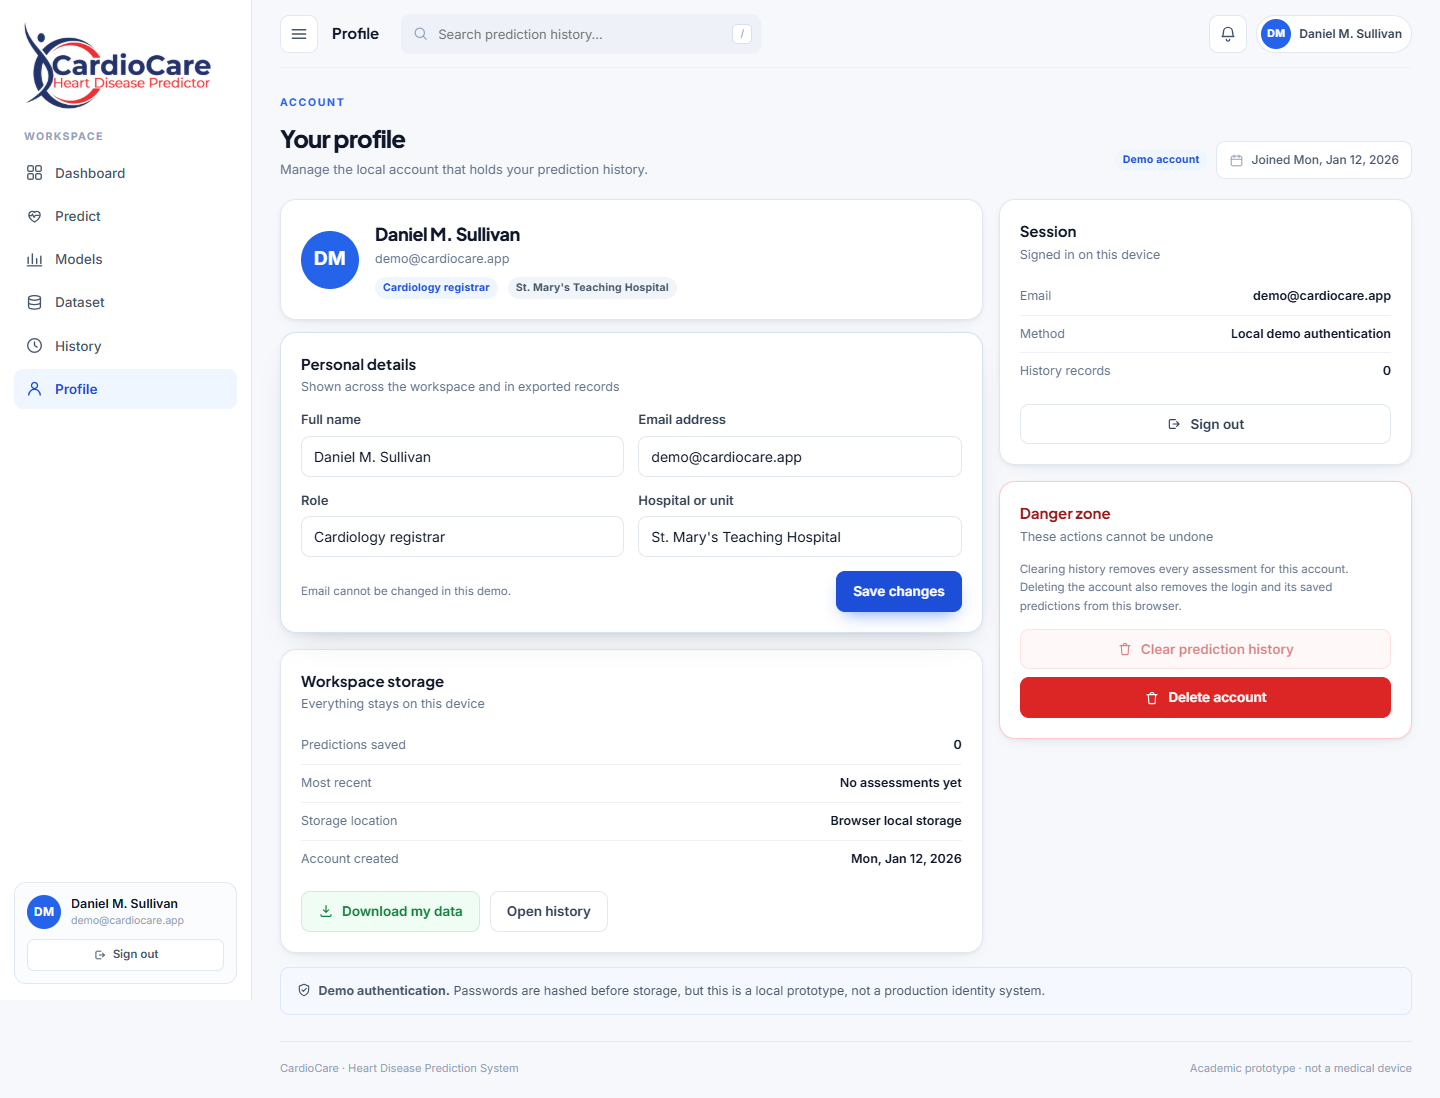 CardioCare
Heart Disease Predictor
WORKSPACE
Dashboard
Predict
Models
Dataset
History
Profile
Daniel M. Sullivan
DM
demo@cardiocare.app
Sign out
Profile
Search prediction history...
/
DM
Daniel M. Sullivan
ACCOUNT
Your profile
Manage the local account that holds your prediction history.
Demo account
Joined Mon, Jan 12, 2026
DM
Daniel M. Sullivan
demo@cardiocare.app
Cardiology registrar
St. Mary's Teaching Hospital
Personal details
Shown across the workspace and in exported records
Full name
Email address
Daniel M. Sullivan
demo@cardiocare.app
Role
Hospital or unit
Cardiology registrar
St. Mary's Teaching Hospital
Email cannot be changed in this demo.
Save changes
Workspace storage
Everything stays on this device
Predictions saved
0
Most recent
No assessments yet
Storage location
Browser local storage
Account created
Mon, Jan 12, 2026
Download my data
Open history
Session
Signed in on this device
Email
demo@cardiocare.app
Method
Local demo authentication
History records
0
Sign out
Danger zone
These actions cannot be undone
Clearing history removes every assessment for this account.
Deleting the account also removes the login and its saved
predictions from this browser.
Clear prediction history
Delete account
Demo authentication. Passwords are hashed before storage, but this is a local prototype, not a production identity system.
CardioCare · Heart Disease Prediction System
Academic prototype · not a medical device